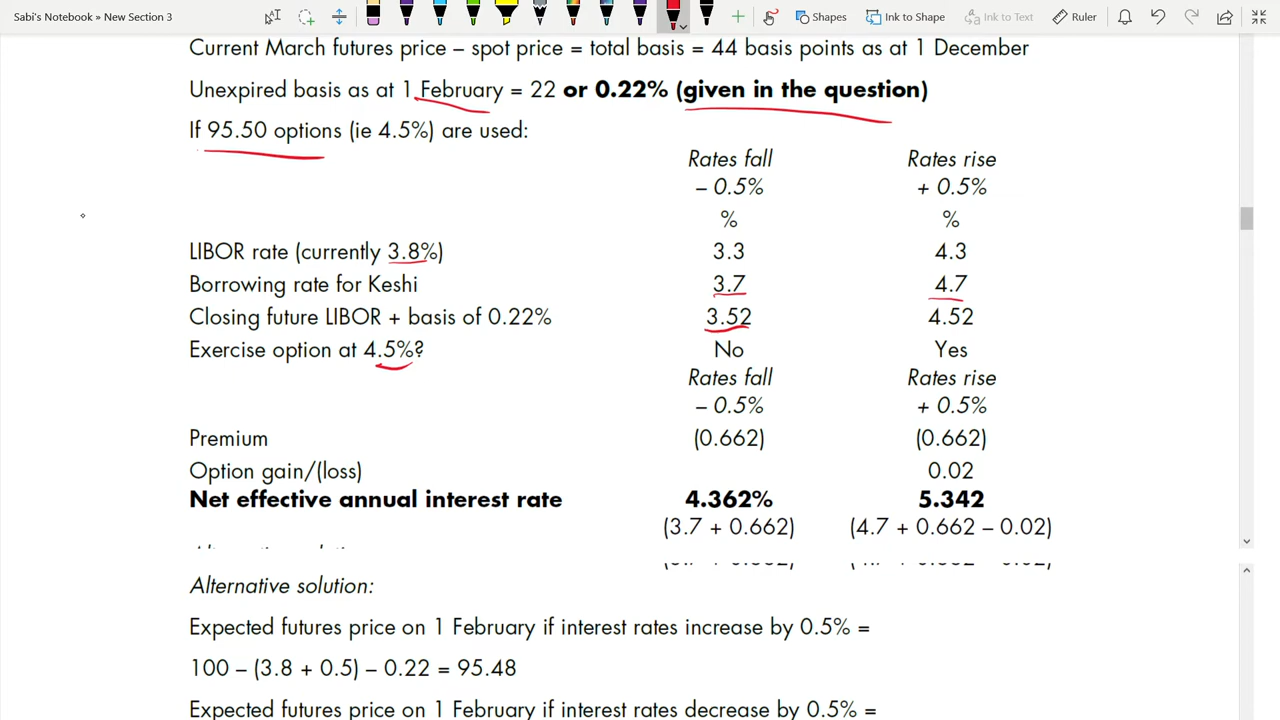 Sabi's Notebook » New Section 3
Shapes Ink to Shape Ink to Text Ruler
Current March futures price – spot price = total basis = 44 basis points as at 1 December
Unexpired basis as at 1 February = 22 or 0.22% (given in the question)
If 95.50 options (ie 4.5%) are used:
Rates fall Rates rise
– 0.5% + 0.5%
% %
LIBOR rate (currently 3.8%) 3.3 4.3
Borrowing rate for Keshi 3.7 4.7
Closing future LIBOR + basis of 0.22% 3.52 4.52
Exercise option at 4.5%? No Yes
Rates fall Rates rise
– 0.5% + 0.5%
Premium (0.662) (0.662)
Option gain/(loss) 0.02
Net effective annual interest rate 4.362% 5.342
(3.7 + 0.662) (4.7 + 0.662 – 0.02)
Alternative solution:
Expected futures price on 1 February if interest rates increase by 0.5% =
100 – (3.8 + 0.5) – 0.22 = 95.48
Expected futures price on 1 February if interest rates decrease by 0.5% =